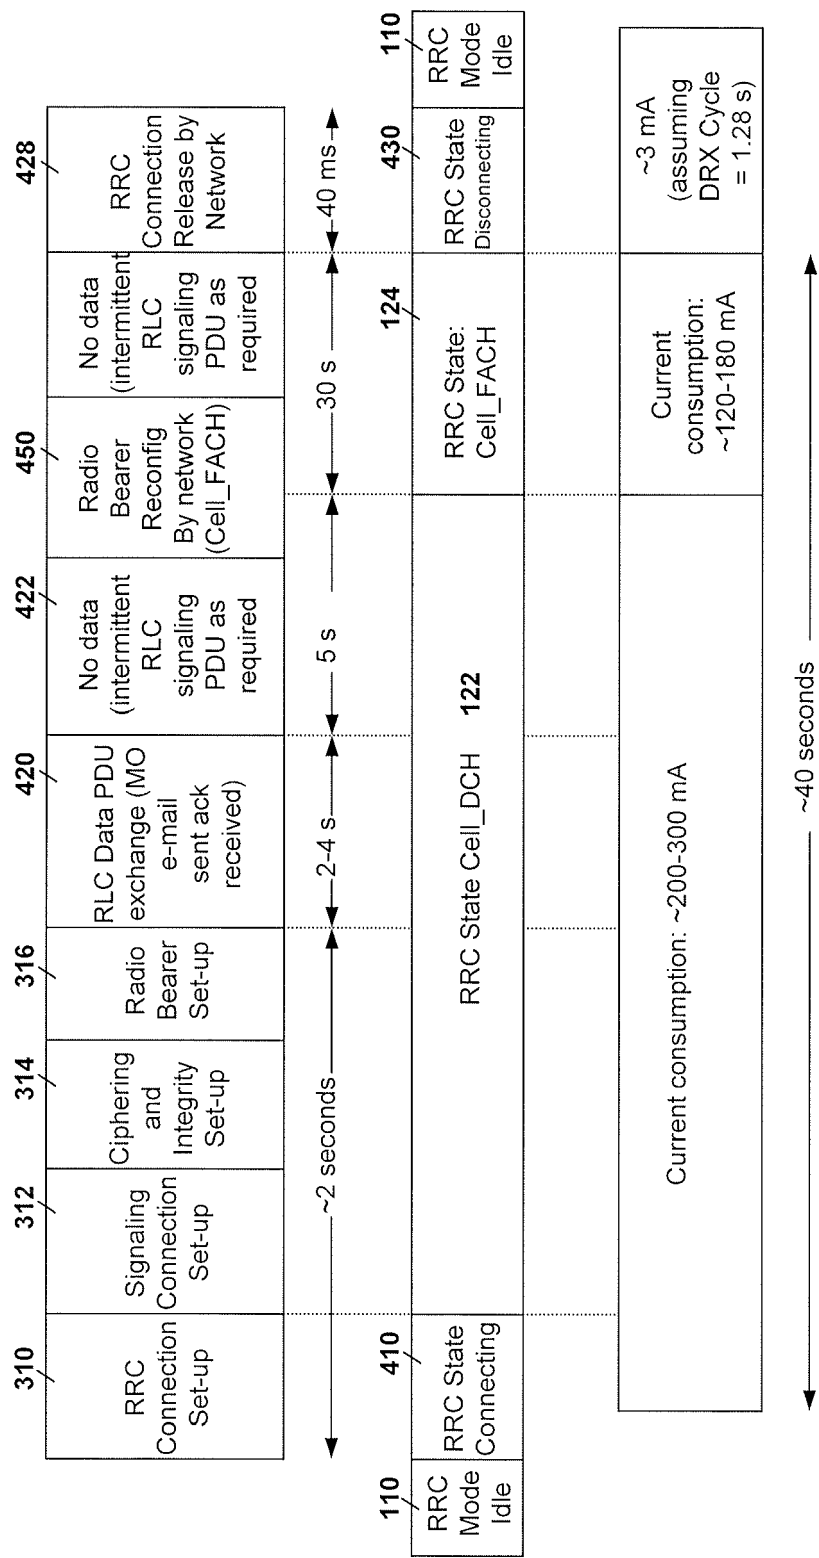 310
RRC
Connection
Set-up
312
Signaling
Connection
Set-up
314
Ciphering
and
Integrity
Set-up
316
Radio
Bearer
Set-up
420
RLC Data PDU
exchange (MO
e-mail
sent ack
received)
422
No data
(intermittent
RLC
signaling
PDU as
required
450
Radio
Bearer
Reconfig
By network
(Cell_FACH)
No data
(intermittent
RLC
signaling
PDU as
required
428
RRC
Connection
Release by
Network
~2 seconds
2-4 s
5 s
30 s
40 ms
110
RRC
Mode
Idle
410
RRC State
Connecting
RRC State Cell_DCH 122
124
RRC State:
Cell_FACH
430
RRC State
Disconnecting
110
RRC
Mode
Idle
Current consumption: ~200-300 mA
Current
consumption:
~120-180 mA
~3 mA
(assuming
DRX Cycle
= 1.28 s)
~40 seconds